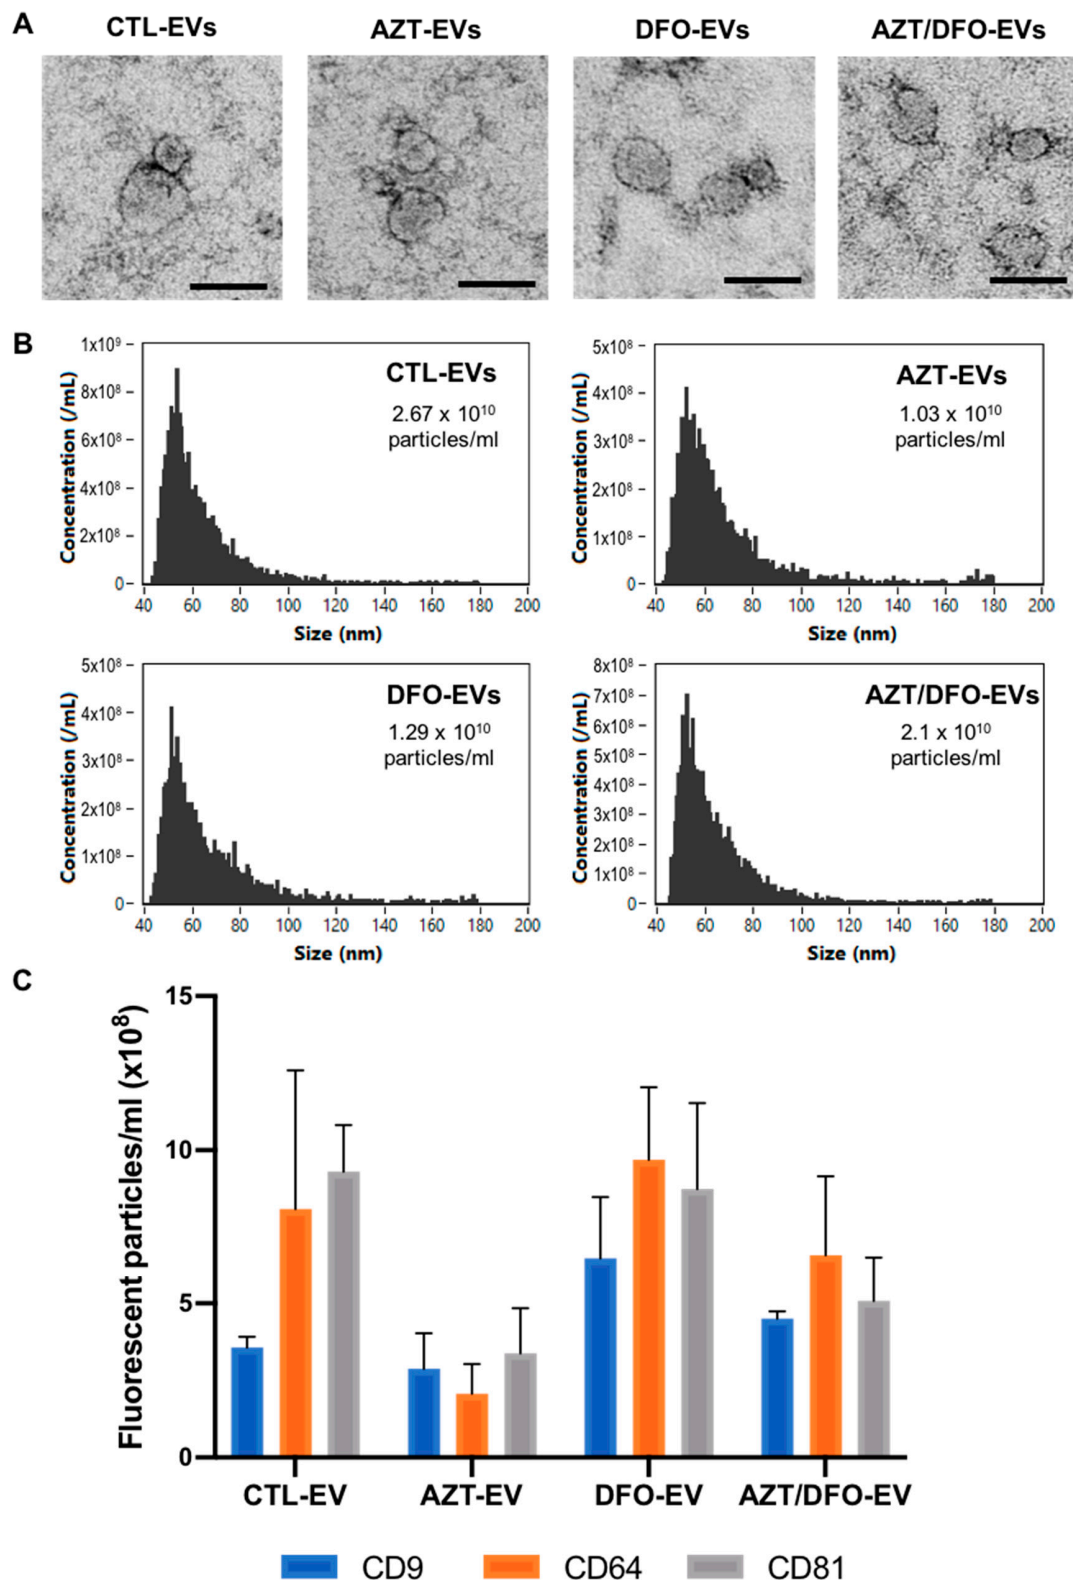 A
CTL-EVs AZT-EVs DFO-EVs AZT/DFO-EVs
B
Concentration (/mL)
1x10⁹
8x10⁸
6x10⁸
4x10⁸
2x10⁸
0
CTL-EVs
2.67 x 10¹⁰
particles/ml
40 60 80 100 120 140 160 180 200
Size (nm)
Concentration (/mL)
5x10⁸
4x10⁸
3x10⁸
2x10⁸
1x10⁸
0
AZT-EVs
1.03 x 10¹⁰
particles/ml
40 60 80 100 120 140 160 180 200
Size (nm)
Concentration (/mL)
5x10⁸
4x10⁸
3x10⁸
2x10⁸
1x10⁸
0
DFO-EVs
1.29 x 10¹⁰
particles/ml
40 60 80 100 120 140 160 180 200
Size (nm)
Concentration (/mL)
8x10⁸
7x10⁸
6x10⁸
5x10⁸
4x10⁸
3x10⁸
2x10⁸
1x10⁸
0
AZT/DFO-EVs
2.1 x 10¹⁰
particles/ml
40 60 80 100 120 140 160 180 200
Size (nm)
C
Fluorescent particles/ml (x10⁸)
15
10
5
0
CTL-EV AZT-EV DFO-EV AZT/DFO-EV
CD9 CD64 CD81